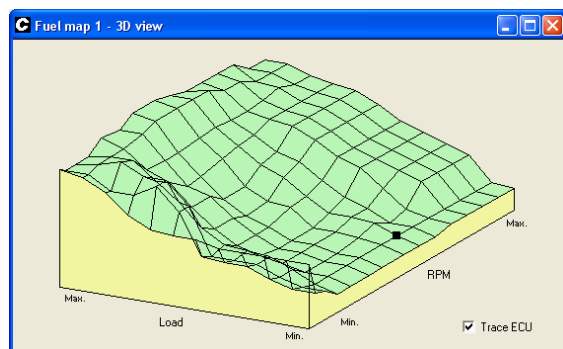 C Fuel map 1 - 3D view
Max.
RPM
Max.
Load
Min.
Min.
Trace ECU